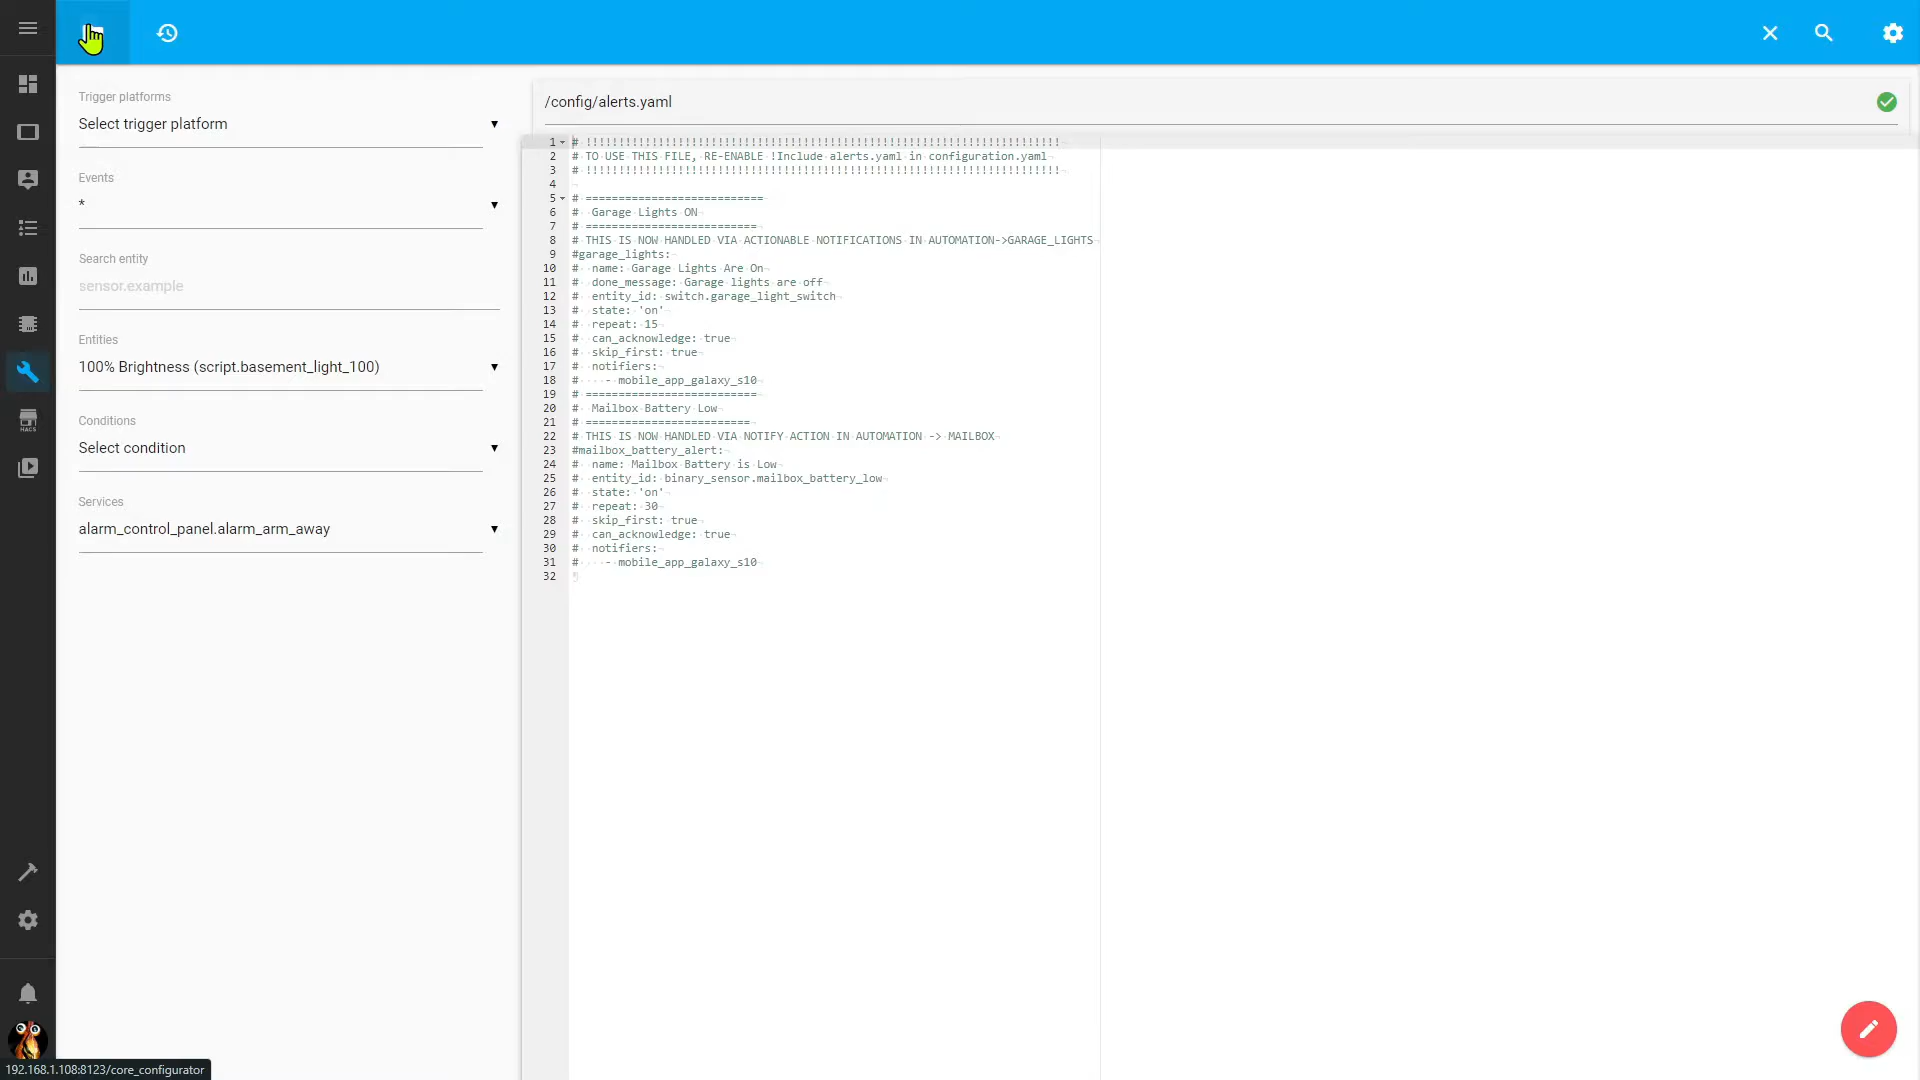 Trigger platforms
Select trigger platform
Events
*
Search entity
sensor.example
Entities
100% Brightness (script.basement_light_100)
Conditions
Select condition
Services
alarm_control_panel.alarm_arm_away
HACS
192.168.1.108:8123/core_configurator
/config/alerts.yaml
1 # !!!!!!!!!!!!!!!!!!!!!!!!!!!!!!!!!!!!!!!!!!!!!!!!!!!!!!!!!!!!!!!!!!!!!!!!
2 # TO USE THIS FILE, RE-ENABLE !Include alerts.yaml in configuration.yaml
3 # !!!!!!!!!!!!!!!!!!!!!!!!!!!!!!!!!!!!!!!!!!!!!!!!!!!!!!!!!!!!!!!!!!!!!!!!
4
5 # ===========================
6 #  Garage Lights ON
7 # ==========================
8 # THIS IS NOW HANDLED VIA ACTIONABLE NOTIFICATIONS IN AUTOMATION->GARAGE_LIGHTS
9 #garage_lights:
10 #  name: Garage Lights Are On
11 #  done_message: Garage lights are off
12 #  entity_id: switch.garage_light_switch
13 #  state: 'on'
14 #  repeat: 15
15 #  can_acknowledge: true
16 #  skip_first: true
17 #  notifiers:
18 #    - mobile_app_galaxy_s10
19 # ==========================
20 #  Mailbox Battery Low
21 # =========================
22 # THIS IS NOW HANDLED VIA NOTIFY ACTION IN AUTOMATION -> MAILBOX
23 #mailbox_battery_alert:
24 #  name: Mailbox Battery is Low
25 #  entity_id: binary_sensor.mailbox_battery_low
26 #  state: 'on'
27 #  repeat: 30
28 #  skip_first: true
29 #  can_acknowledge: true
30 #  notifiers:
31 #    - mobile_app_galaxy_s10
32